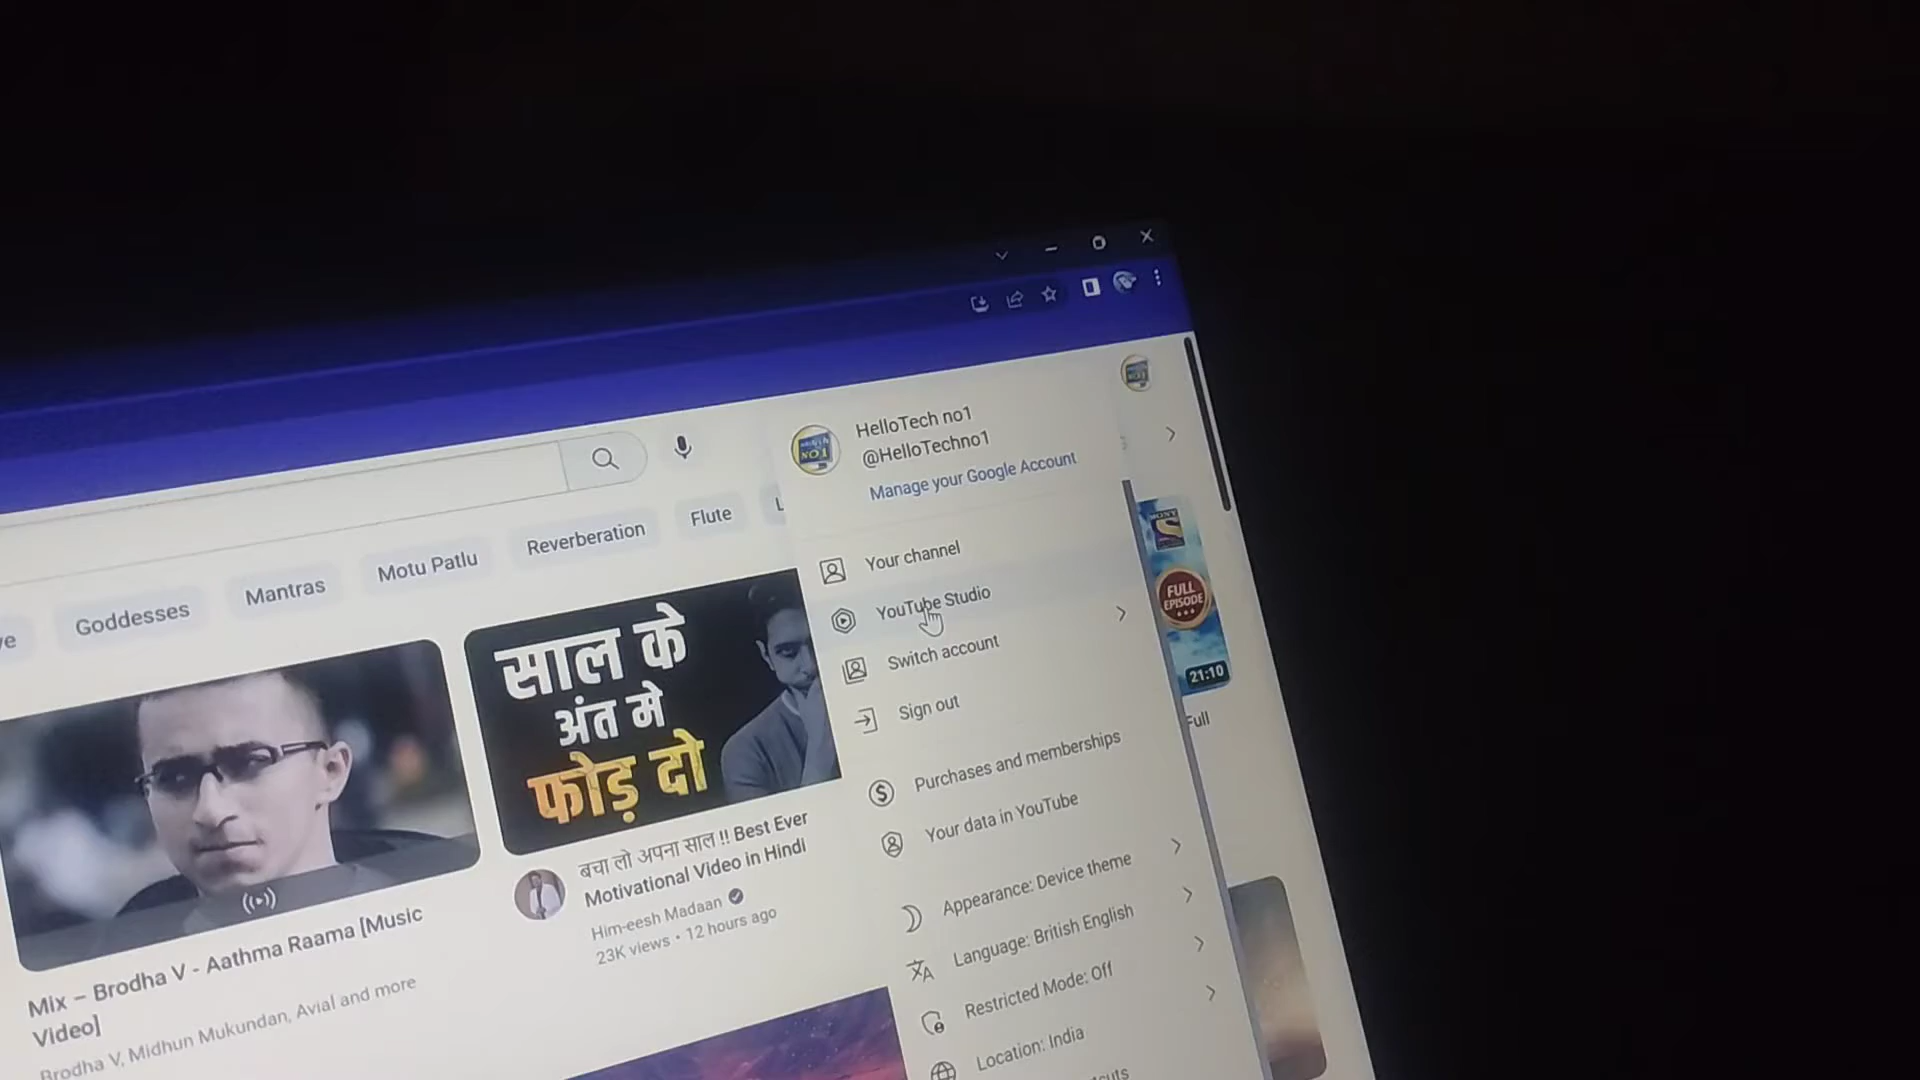 HelloTech no1
@HelloTechno1
Manage your Google Account
Your channel
YouTube Studio
Switch account
Sign out
Purchases and memberships
Your data in YouTube
Appearance: Device theme
Language: British English
Restricted Mode: Off
Location: India
Goddesses
Mantras
Motu Patlu
Reverberation
Flute
NO1
SONY
FULL
EPISODE
21:10
Full
साल के
अंत मे
फोड़ दो
बचा लो अपना साल !! Best Ever
Motivational Video in Hindi
Him-eesh Madaan
23K views • 12 hours ago
Mix – Brodha V - Aathma Raama [Music
Video]
Brodha V, Midhun Mukundan, Avial and more